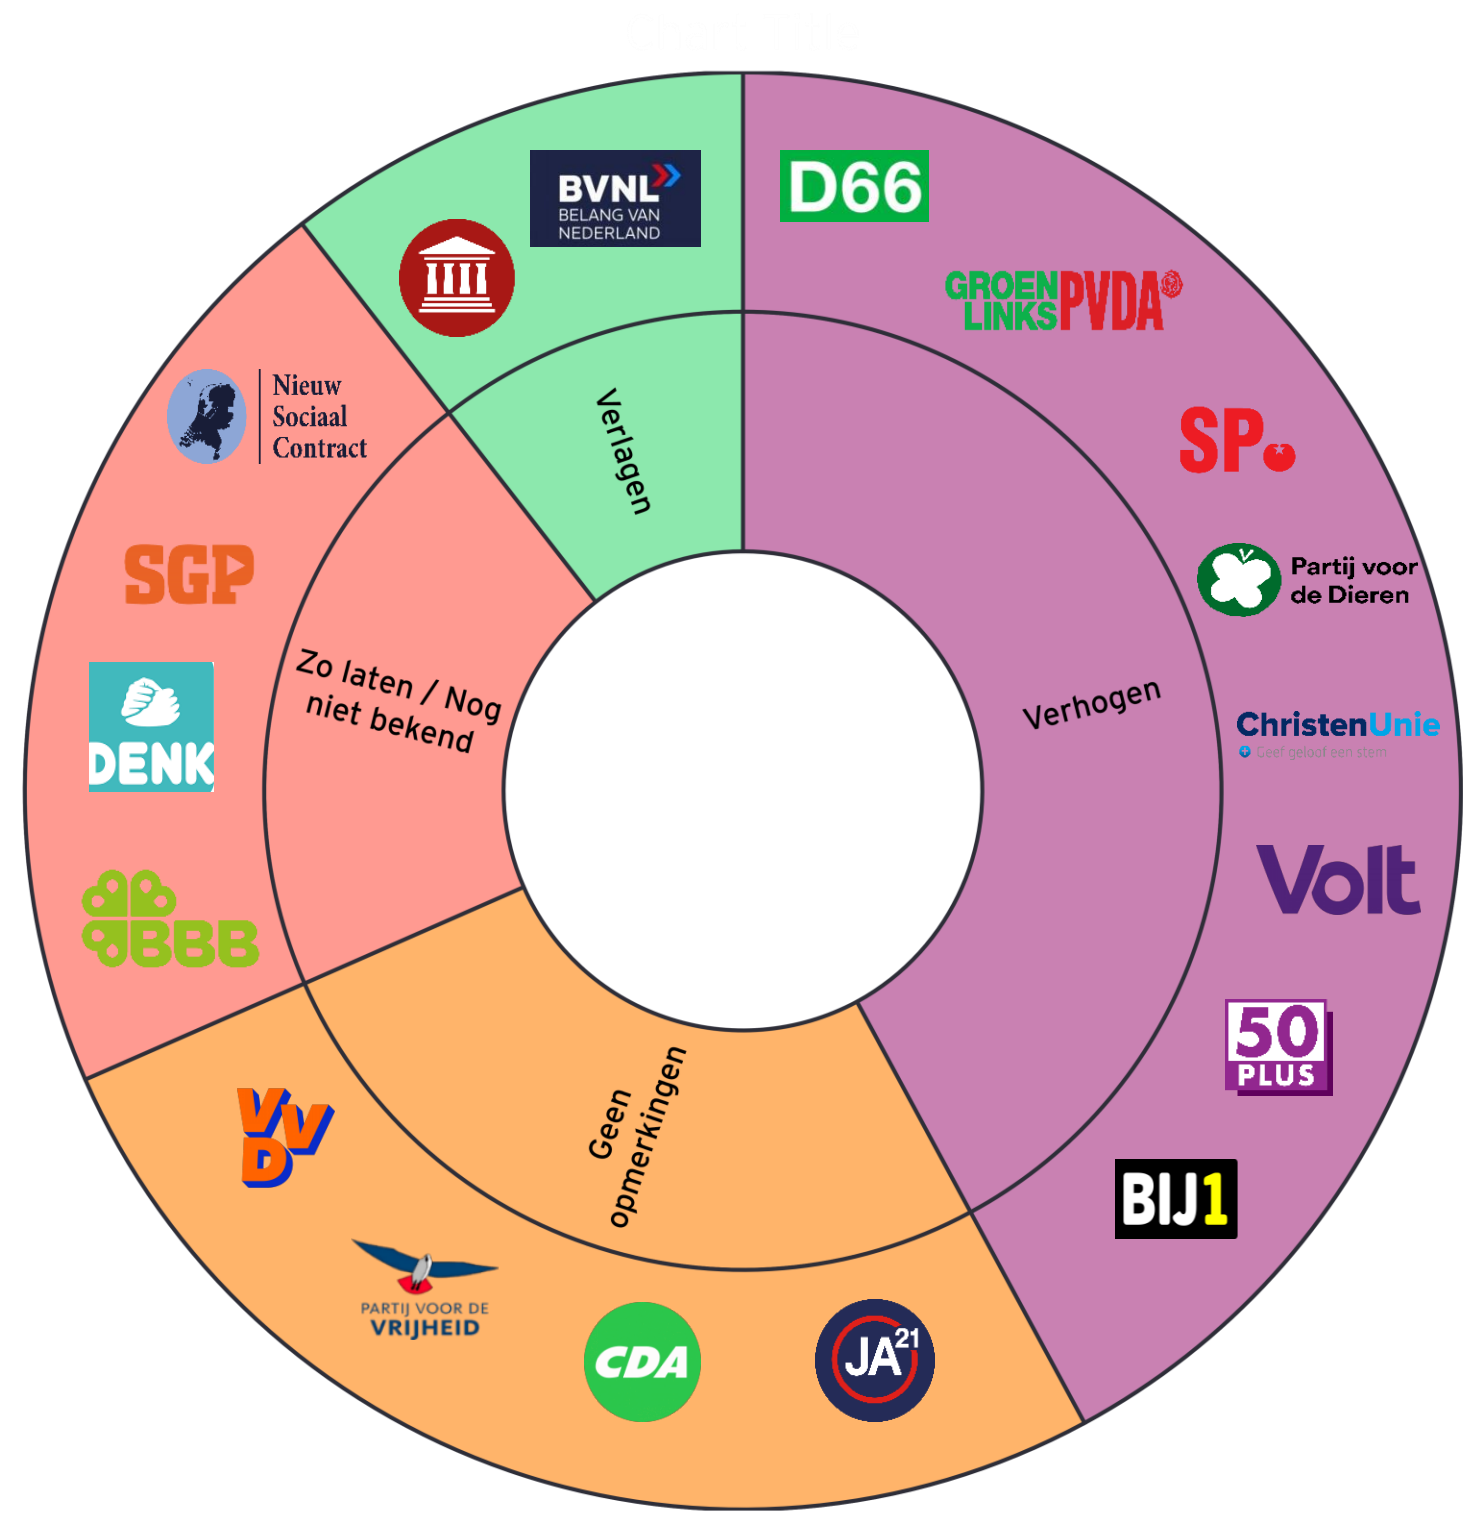 BVNL
BELANG VAN
NEDERLAND
D66
GROEN
LINKS
PVDA
Verlagen
Nieuw
Sociaal
Contract
SP
SGP
Partij voor
de Dieren
Zo laten / Nog
niet bekend
Verhogen
DENK
ChristenUnie
Geef geloof een stem
Volt
BBB
50
PLUS
Geen
opmerkingen
VVD
BIJ1
PARTIJ VOOR DE
VRIJHEID
CDA
JA21